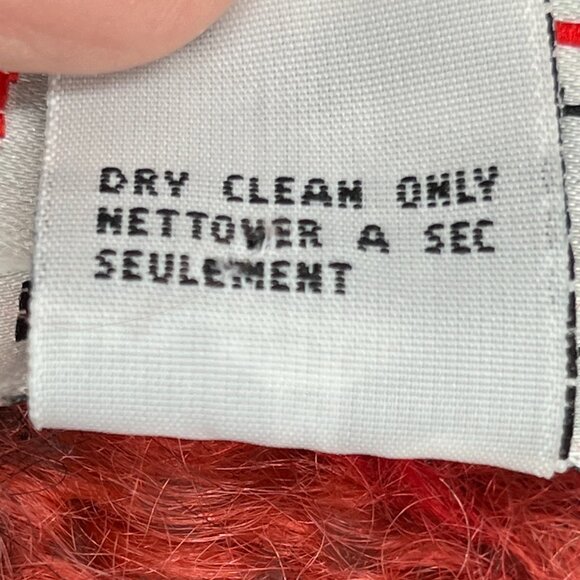 DRY CLEAN ONLY
NETTOYER A SEC
SEULEMENT